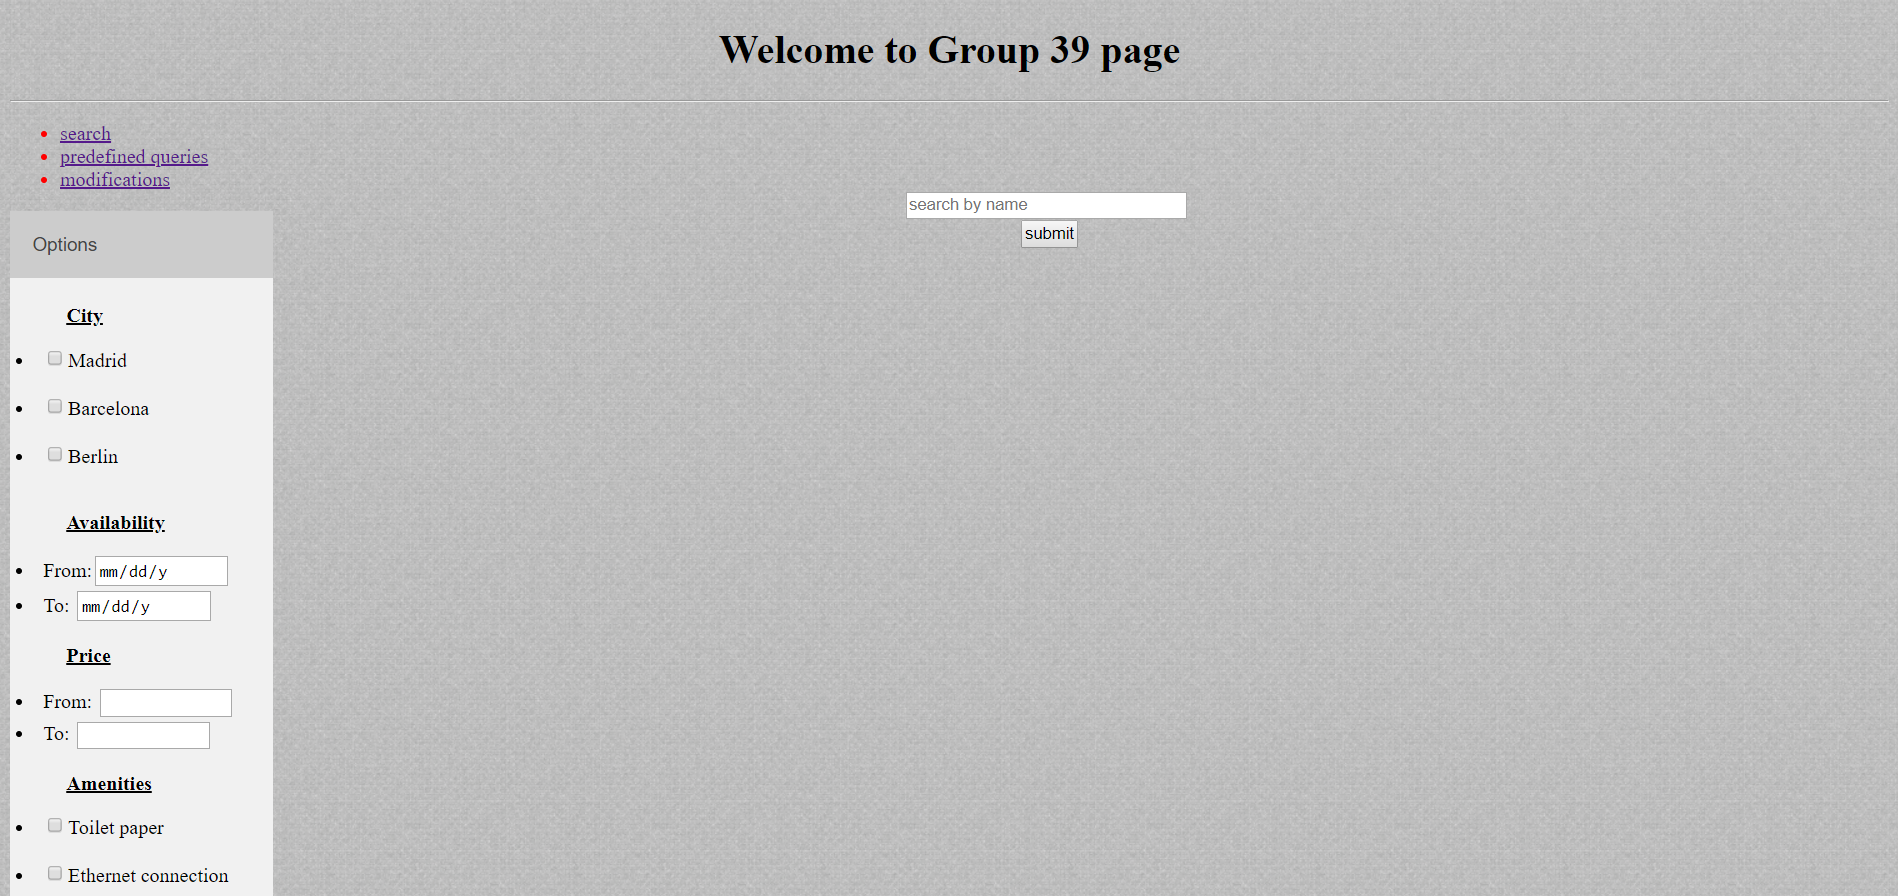 Welcome to Group 39 page
search
predefined queries
modifications
search by name
submit
Options
City
Madrid
Barcelona
Berlin
Availability
From: mm/dd/y
To: mm/dd/y
Price
From:
To:
Amenities
Toilet paper
Ethernet connection